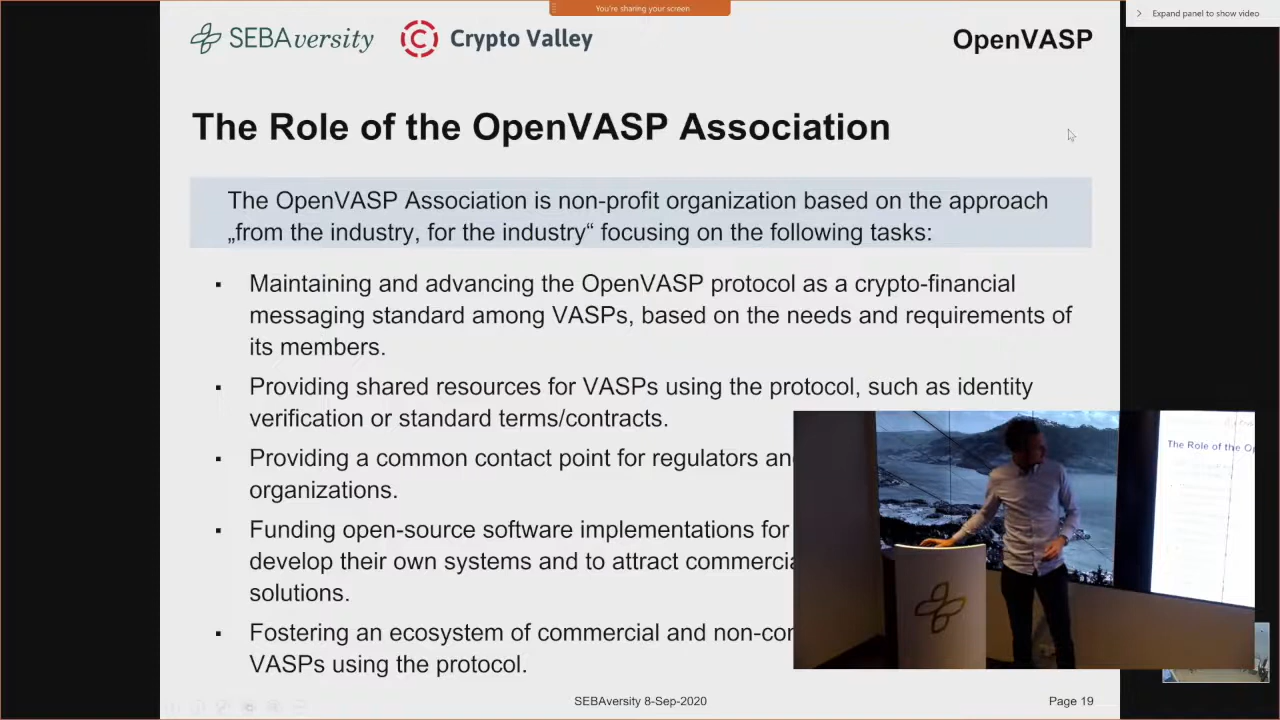 You're sharing your screen
Expand panel to show video
SEBAversity
Crypto Valley
OpenVASP
The Role of the OpenVASP Association
The OpenVASP Association is non-profit organization based on the approach
„from the industry, for the industry“ focusing on the following tasks:
▪ Maintaining and advancing the OpenVASP protocol as a crypto-financial
messaging standard among VASPs, based on the needs and requirements of
its members.
▪ Providing shared resources for VASPs using the protocol, such as identity
verification or standard terms/contracts.
▪ Providing a common contact point for regulators
organizations.
▪ Funding open-source software implementations for
develop their own systems and to attract
solutions.
▪ Fostering an ecosystem of commercial and
VASPs using the protocol.
The Role of the
SEBAversity 8-Sep-2020
Page 19